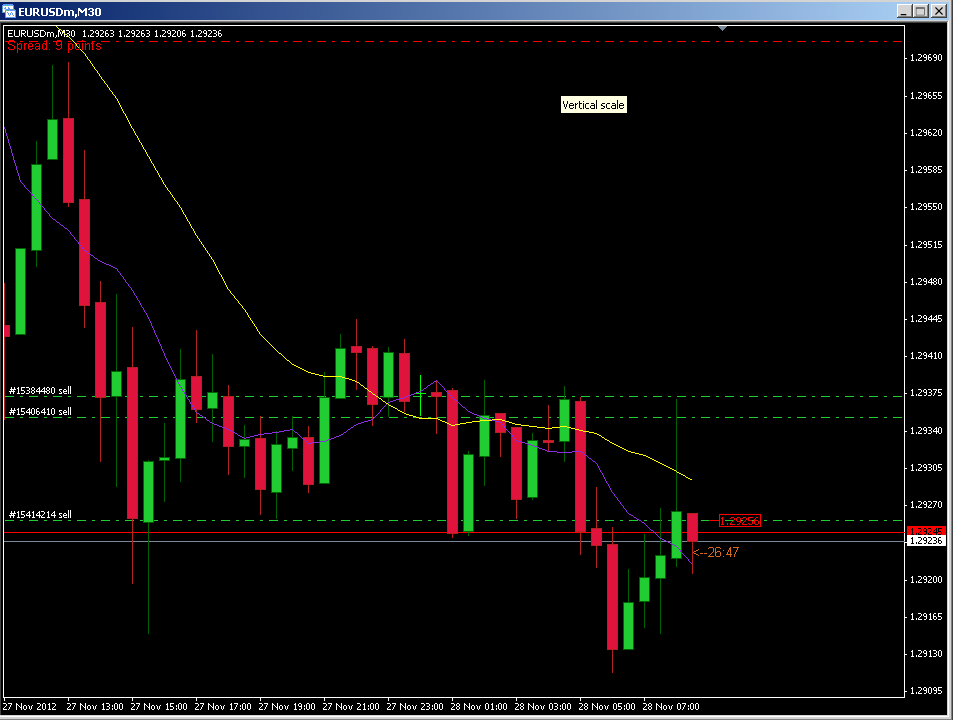 EURUSDm,M30
EURUSDm,M30 1.29263 1.29263 1.29206 1.29236
Spread: 9 points
1.29690
Vertical scale
1.29655
1.29620
1.29585
1.29550
1.29515
1.29480
1.29445
1.29410
#15384480 sell
1.29375
#15406410 sell
1.29340
1.29305
1.29270
#15414214 sell
1.29256
1.29245
1.29236
<--26:47
1.29200
1.29165
1.29130
1.29095
27 Nov 2012 27 Nov 13:00 27 Nov 15:00 27 Nov 17:00 27 Nov 19:00 27 Nov 21:00 27 Nov 23:00 28 Nov 01:00 28 Nov 03:00 28 Nov 05:00 28 Nov 07:00